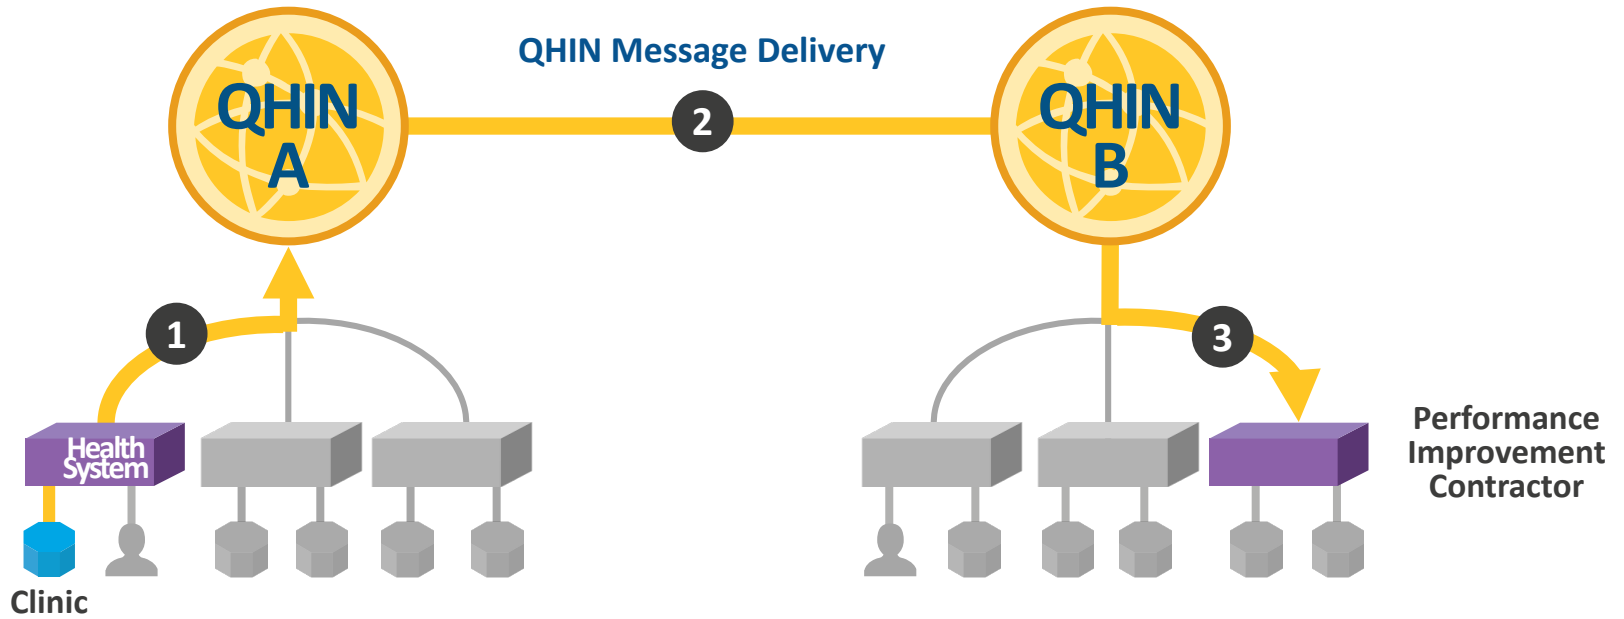 QHIN Message Delivery
QHIN
A
2
QHIN
B
1
3
Health
System
Performance
Improvement
Contractor
Clinic